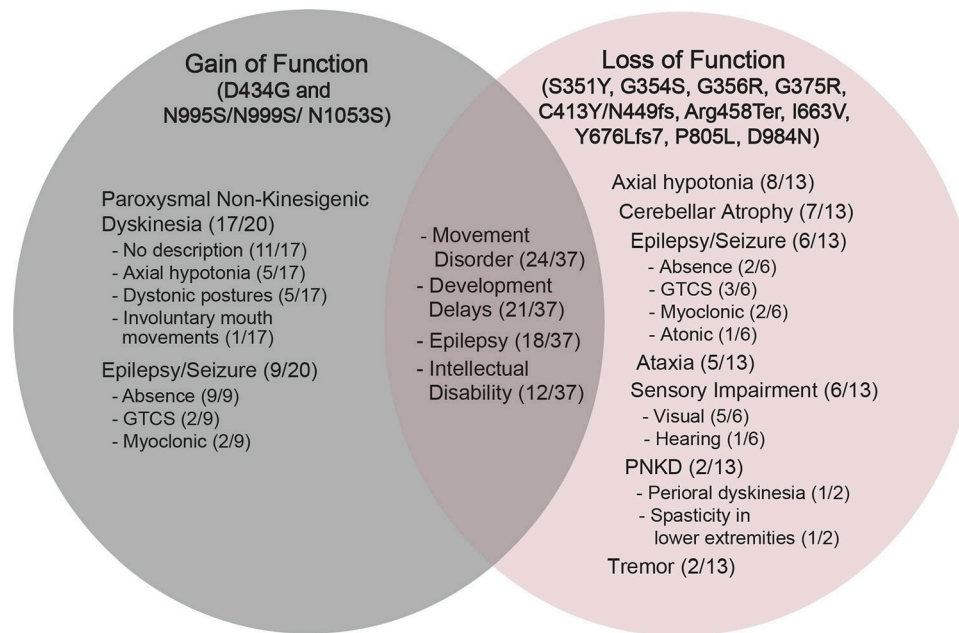 Gain of Function
(D434G and
N995S/N999S/ N1053S)
Paroxysmal Non-Kinesigenic
Dyskinesia (17/20)
- No description (11/17)
- Axial hypotonia (5/17)
- Dystonic postures (5/17)
- Involuntary mouth
movements (1/17)
Epilepsy/Seizure (9/20)
- Absence (9/9)
- GTCS (2/9)
- Myoclonic (2/9)
- Movement
Disorder (24/37)
- Development
Delays (21/37)
- Epilepsy (18/37)
- Intellectual
Disability (12/37)
Loss of Function
(S351Y, G354S, G356R, G375R,
C413Y/N449fs, Arg458Ter, I663V,
Y676Lfs7, P805L, D984N)
Axial hypotonia (8/13)
Cerebellar Atrophy (7/13)
Epilepsy/Seizure (6/13)
- Absence (2/6)
- GTCS (3/6)
- Myoclonic (2/6)
- Atonic (1/6)
Ataxia (5/13)
Sensory Impairment (6/13)
- Visual (5/6)
- Hearing (1/6)
PNKD (2/13)
- Perioral dyskinesia (1/2)
- Spasticity in
lower extremities (1/2)
Tremor (2/13)